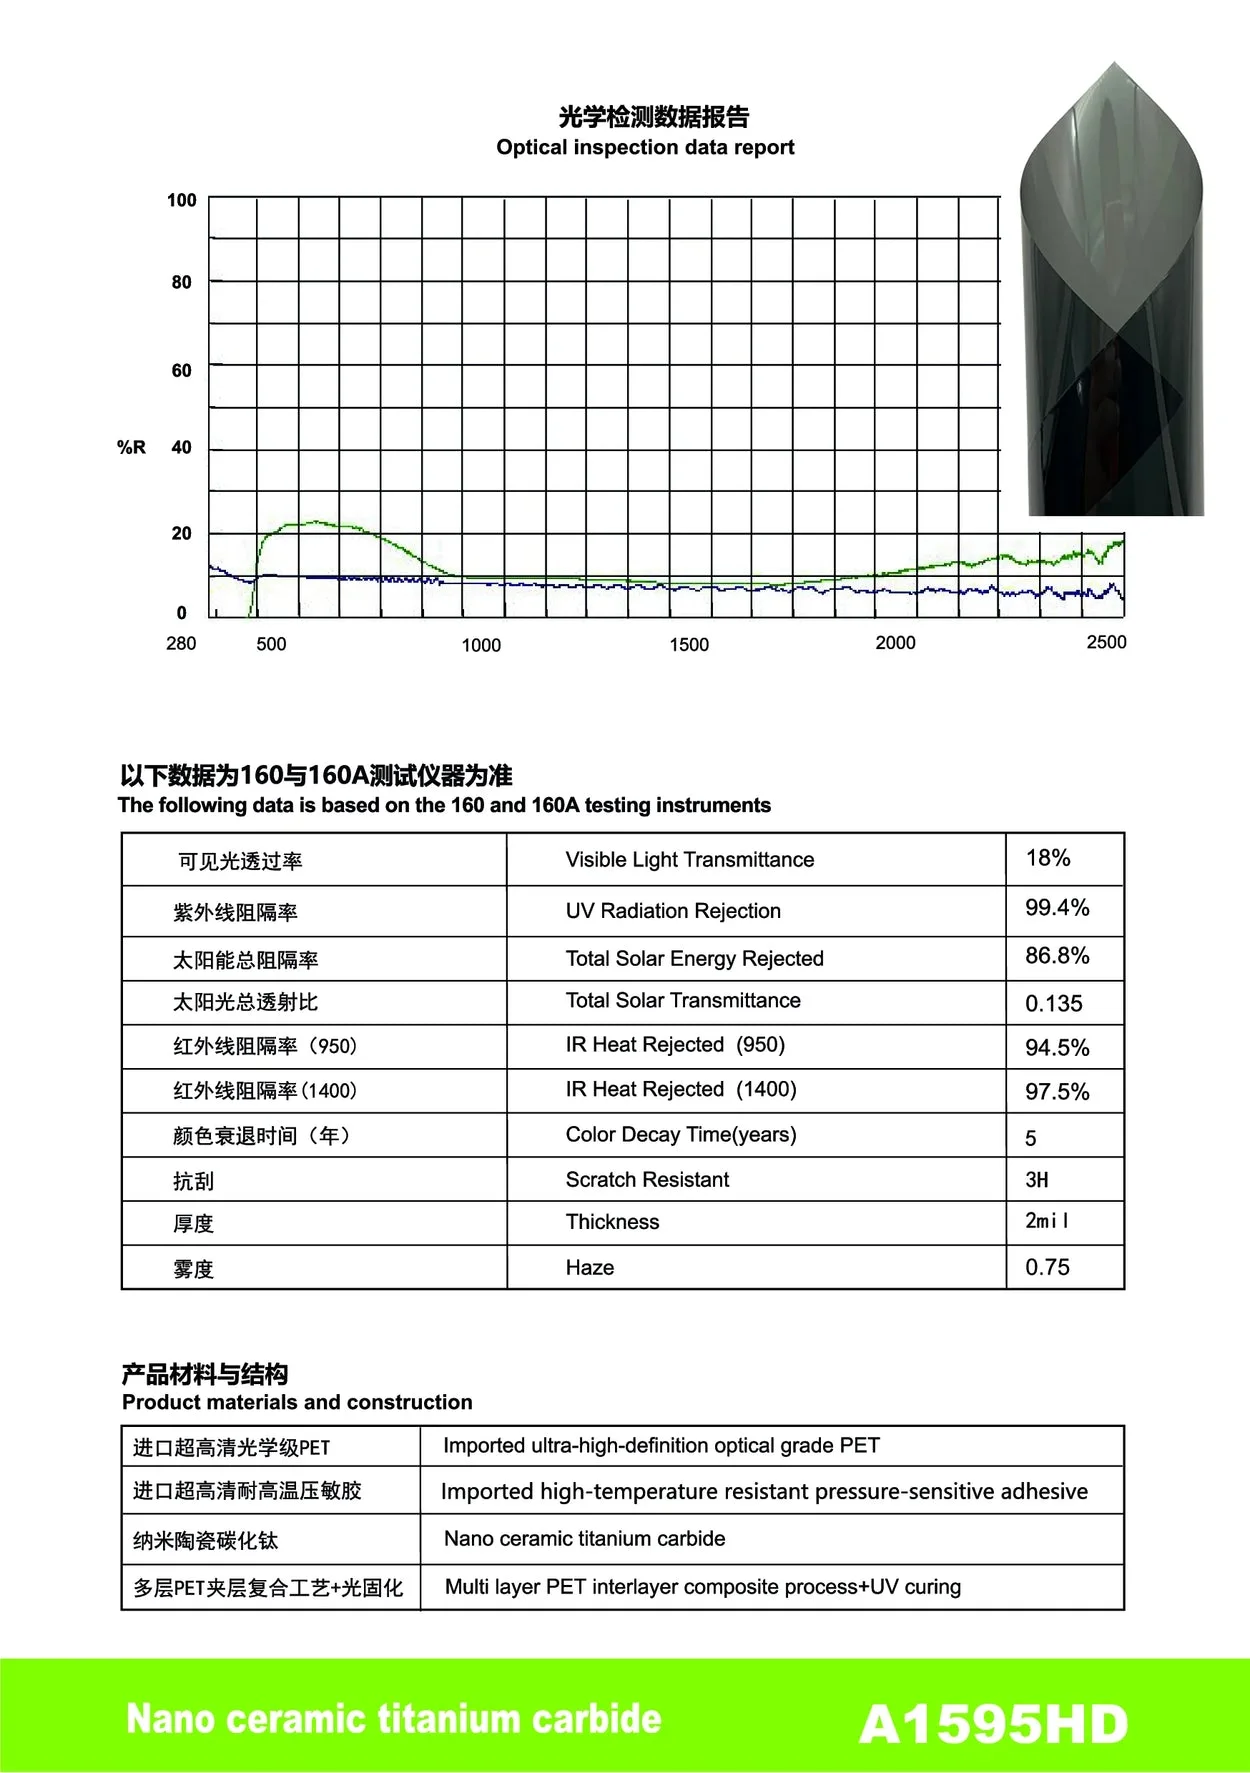 光学检测数据报告
Optical inspection data report
100
80
60
%R 40
20
0
280 500 1000 1500 2000 2500
以下数据为160与160A测试仪器为准
The following data is based on the 160 and 160A testing instruments
可见光透过率 Visible Light Transmittance 18%
紫外线阻隔率 UV Radiation Rejection 99.4%
太阳能总阻隔率 Total Solar Energy Rejected 86.8%
太阳光总透射比 Total Solar Transmittance 0.135
红外线阻隔率（950） IR Heat Rejected (950) 94.5%
红外线阻隔率(1400) IR Heat Rejected (1400) 97.5%
颜色衰退时间（年） Color Decay Time(years) 5
抗刮 Scratch Resistant 3H
厚度 Thickness 2mil
雾度 Haze 0.75
产品材料与结构
Product materials and construction
进口超高清光学级PET Imported ultra-high-definition optical grade PET
进口超高清耐高温压敏胶 Imported high-temperature resistant pressure-sensitive adhesive
纳米陶瓷碳化钛 Nano ceramic titanium carbide
多层PET夹层复合工艺+光固化 Multi layer PET interlayer composite process+UV curing
Nano ceramic titanium carbide A1595HD